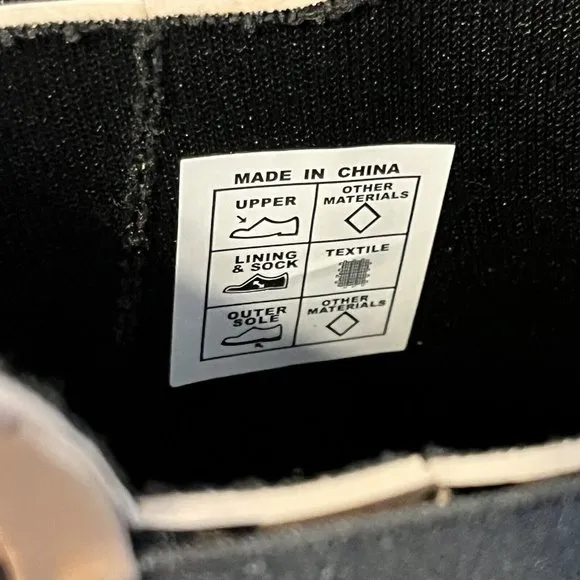 MADE IN CHINA
UPPER
OTHER
MATERIALS
LINING
& SOCK
TEXTILE
OUTER
SOLE
OTHER
MATERIALS